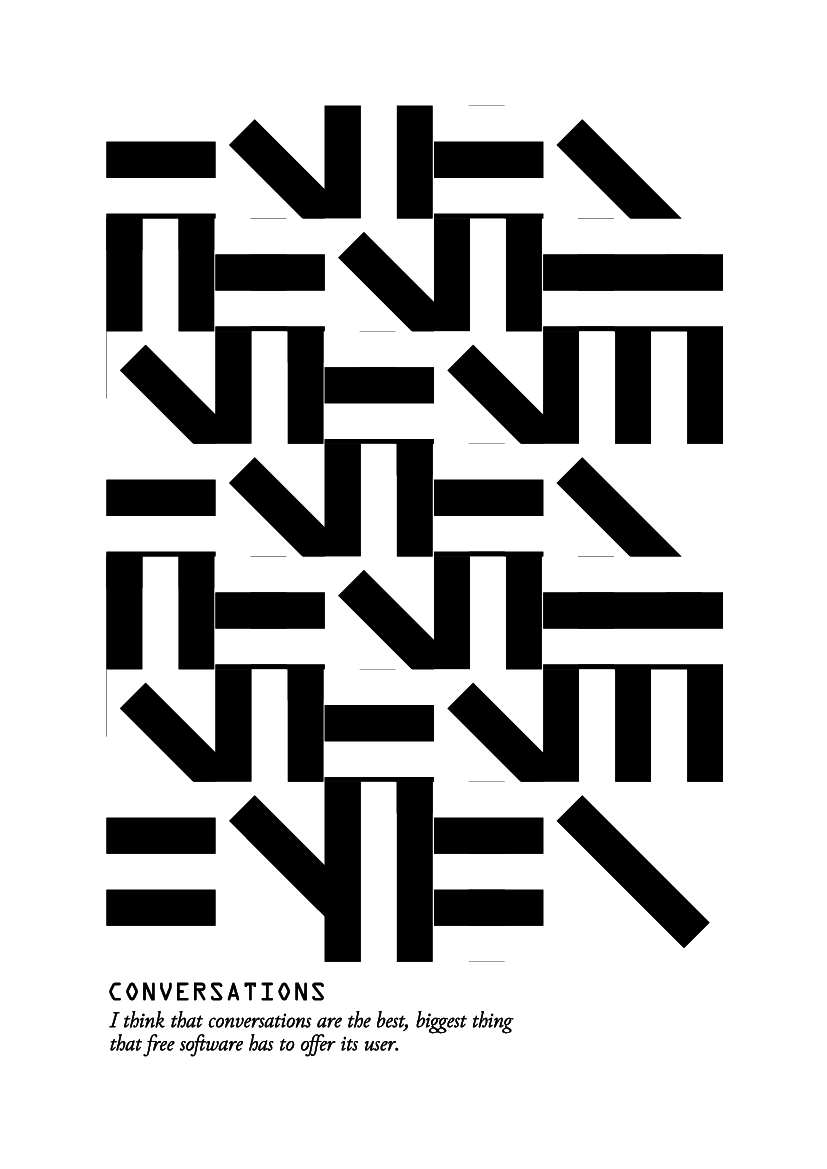 CONVERSATIONS
I think that conversations are the best, biggest thing
that free software has to offer its user.